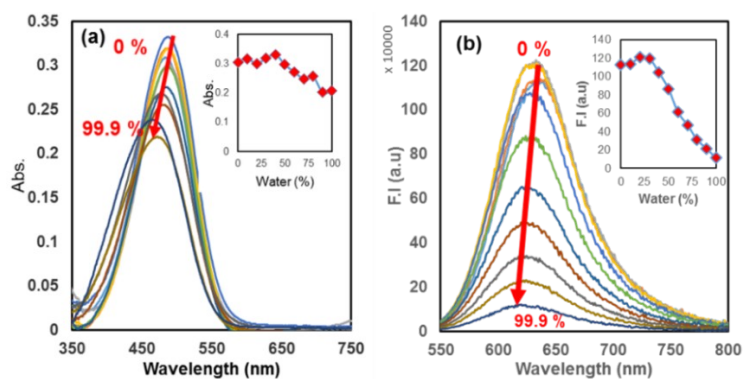 (a)
0 %
99.9 %
Abs.
0.35
0.3
0.25
0.2
0.15
0.1
0.05
0
350 450 550 650 750
Wavelength (nm)
Abs.
0.4
0.3
0.2
0.1
0.0
0 50 100
Water (%)
(b)
0 %
99.9 %
x 10000
F.I (a.u)
140
120
100
80
60
40
20
0
550 600 650 700 750 800
Wavelength (nm)
F.I (a.u)
140
120
100
80
60
40
20
0
0 25 50 75 100
Water (%)